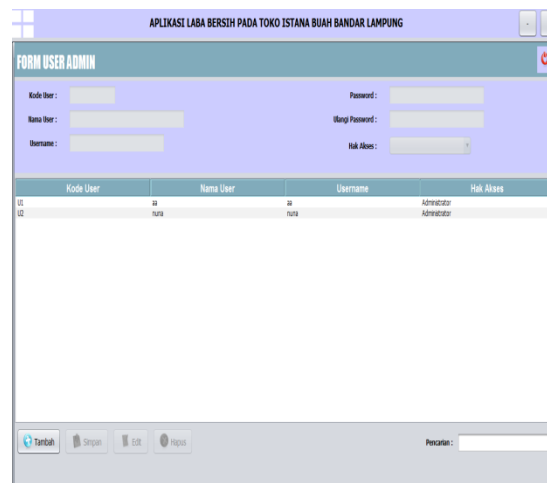 APLIKASI LABA BERSIH PADA TOKO ISTANA BUAH BANDAR LAMPUNG
FORM USER ADMIN
Kode User : Password :
Nama User : Ulangi Password :
Username : Hak Akses :
Kode User Nama User Username Hak Akses
U1 aa aa Administrator
U2 nuna nuna Administrator
Tambah Simpan Edit Hapus Pencarian :